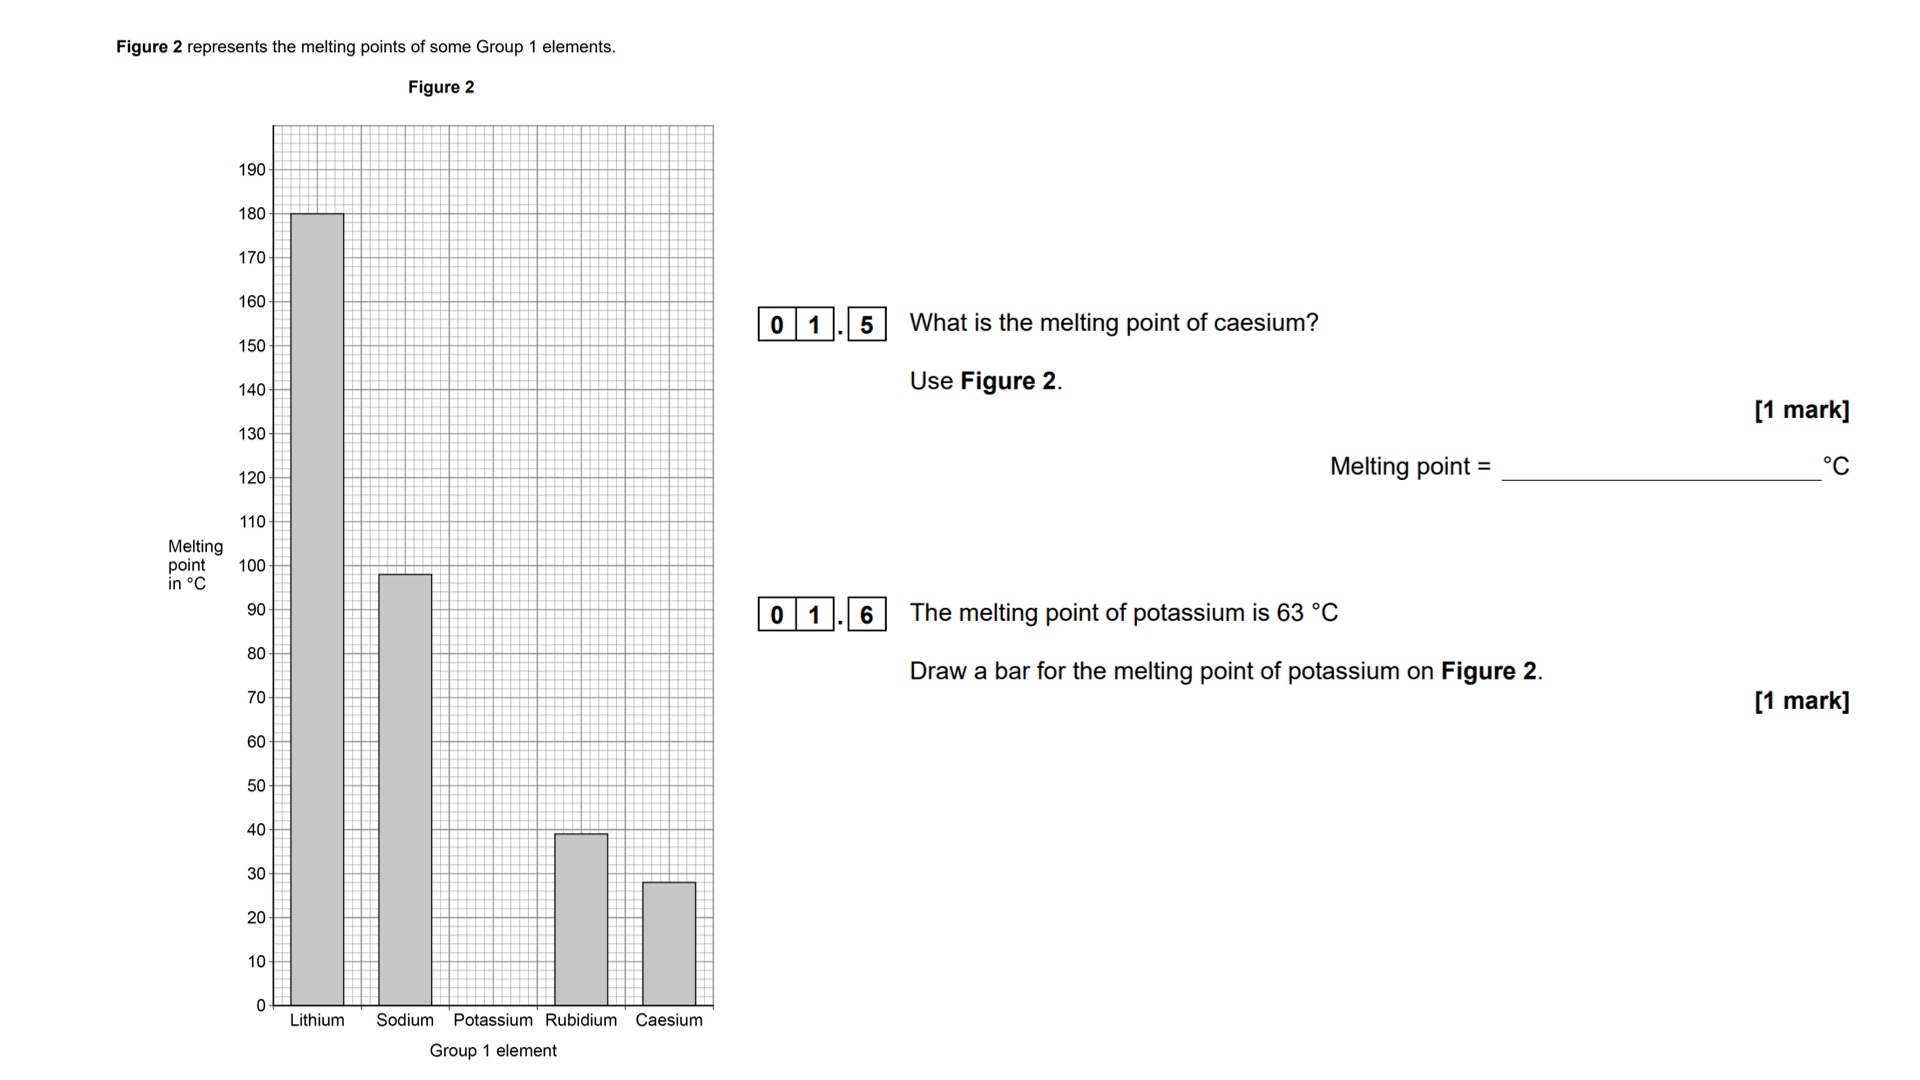 Figure 2 represents the melting points of some Group 1 elements.
Figure 2
190
180
170
160
150
140
130
120
110
100
90
80
70
60
50
40
30
20
10
0
Melting
point
in °C
Lithium Sodium Potassium Rubidium Caesium
Group 1 element
0 1 . 5 What is the melting point of caesium?
Use Figure 2.
[1 mark]
Melting point = ____________________ °C
0 1 . 6 The melting point of potassium is 63 °C
Draw a bar for the melting point of potassium on Figure 2.
[1 mark]